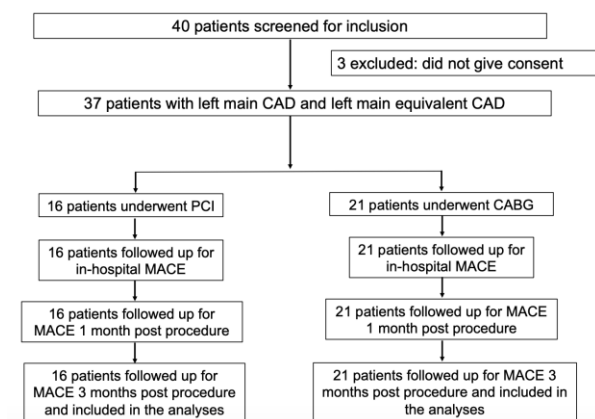 40 patients screened for inclusion
3 excluded: did not give consent
37 patients with left main CAD and left main equivalent CAD
16 patients underwent PCI
21 patients underwent CABG
16 patients followed up for
in-hospital MACE
21 patients followed up for
in-hospital MACE
16 patients followed up for
MACE 1 month post procedure
21 patients followed up for MACE
1 month post procedure
16 patients followed up for
MACE 3 months post procedure
and included in the analyses
21 patients followed up for MACE 3
months post procedure and included in
the analyses